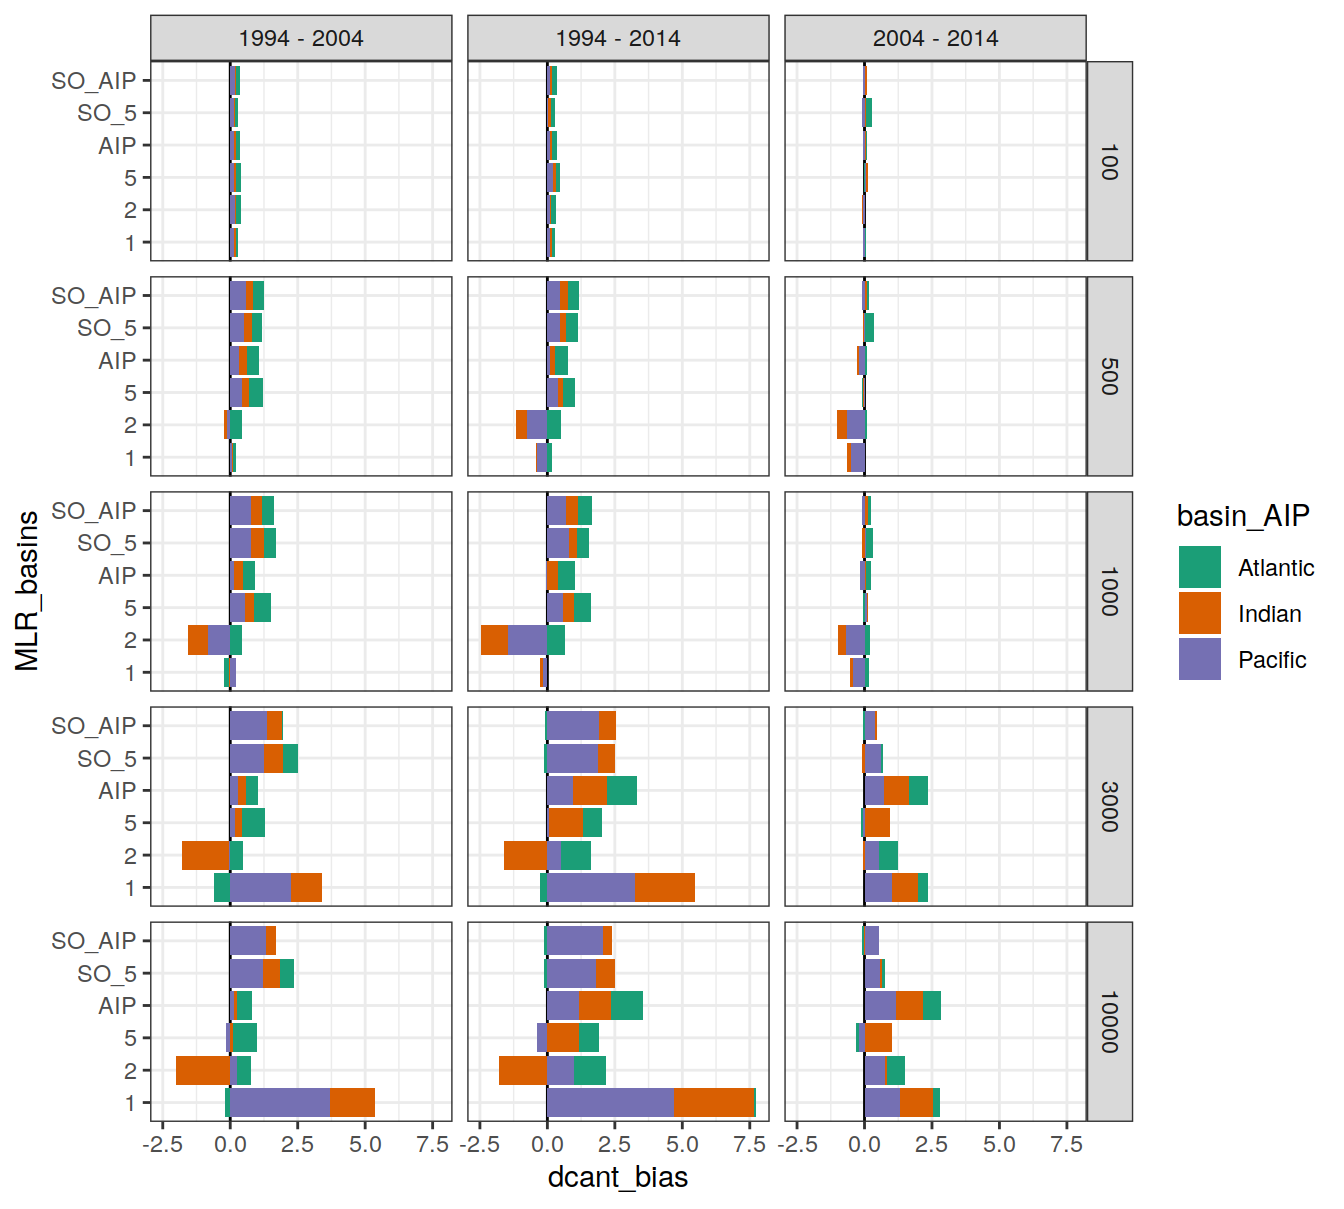 1994 - 2004
1994 - 2014
2004 - 2014
SO_AIP
SO_5
AIP
5
2
1
100
SO_AIP
SO_5
AIP
5
2
1
500
SO_AIP
SO_5
AIP
5
2
1
1000
SO_AIP
SO_5
AIP
5
2
1
3000
SO_AIP
SO_5
AIP
5
2
1
10000
-2.5 0.0 2.5 5.0 7.5
-2.5 0.0 2.5 5.0 7.5
-2.5 0.0 2.5 5.0 7.5
dcant_bias
MLR_basins
basin_AIP
Atlantic
Indian
Pacific